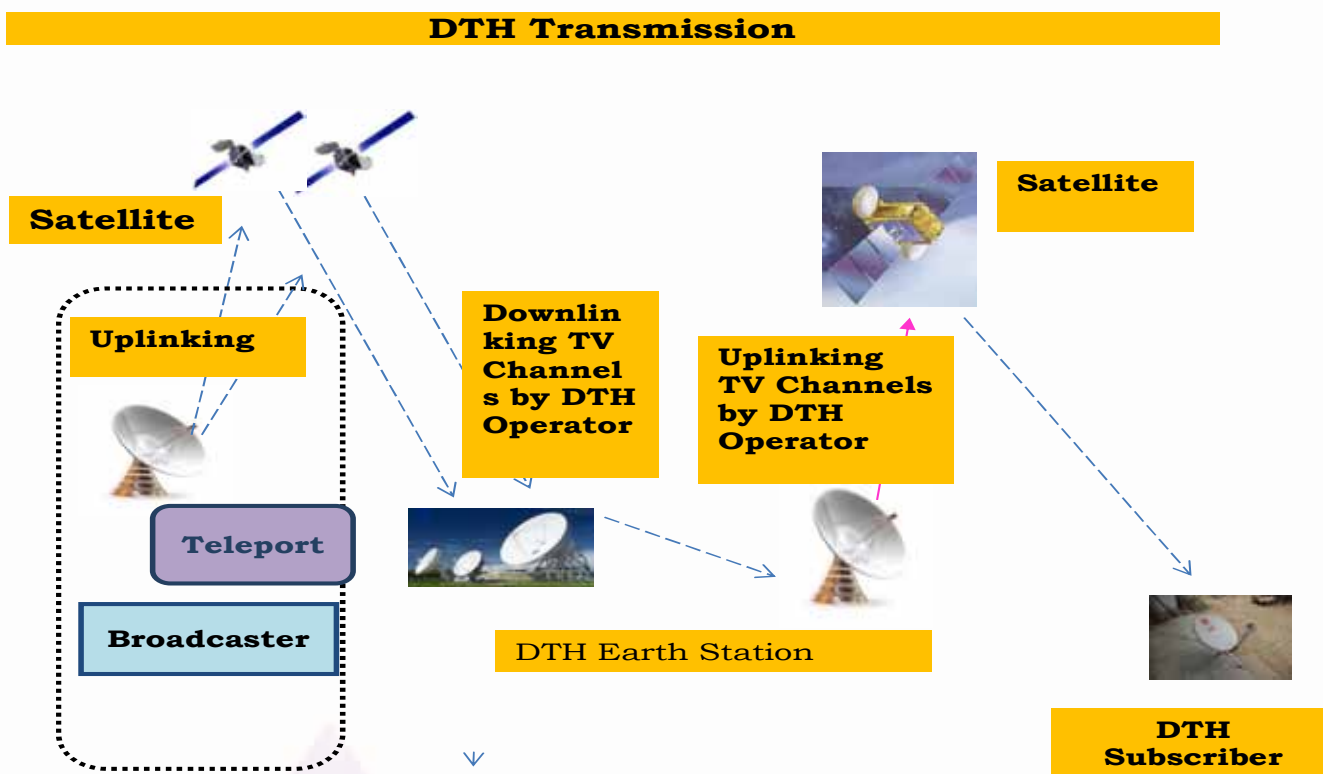 DTH Transmission
Satellite
Satellite
Uplinking
Downlin
king TV
Channel
s by DTH
Operator
Uplinking
TV Channels
by DTH
Operator
Teleport
Broadcaster
DTH Earth Station
DTH
Subscriber